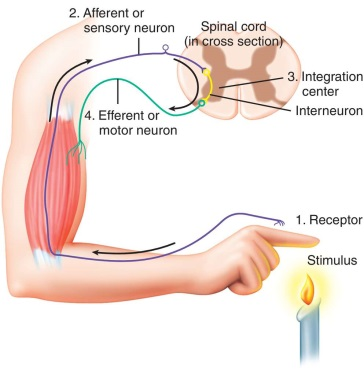 2. Afferent or
sensory neuron
Spinal cord
(in cross section)
3. Integration
center
Interneuron
4. Efferent or
motor neuron
1. Receptor
Stimulus